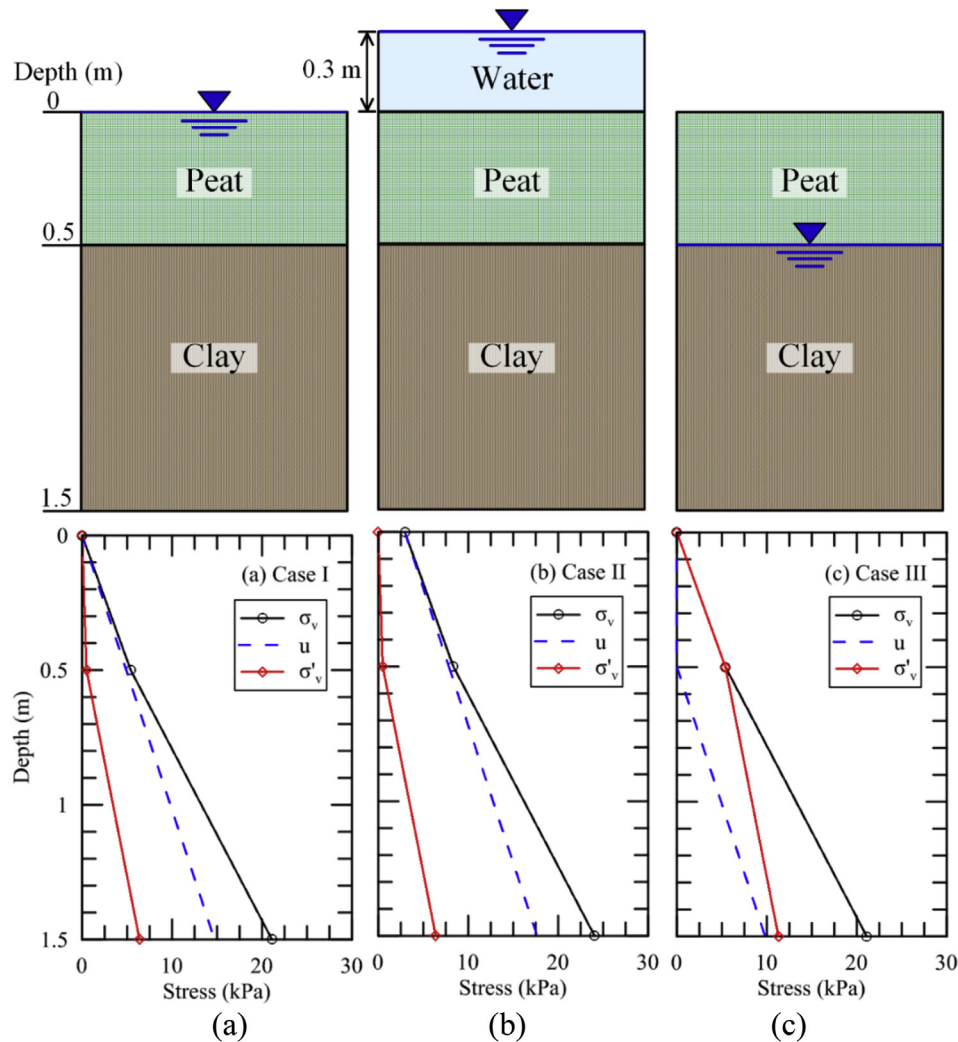 Depth (m)
0
0.5
1.5
0.3 m
Water
Peat
Clay
Peat
Clay
Peat
Clay
(a) Case I
σv
u
σ'v
(b) Case II
σv
u
σ'v
(c) Case III
σv
u
σ'v
Depth (m)
0
0.5
1
1.5
0 10 20 30
0 10 20 30
0 10 20 30
Stress (kPa)
Stress (kPa)
Stress (kPa)
(a)
(b)
(c)